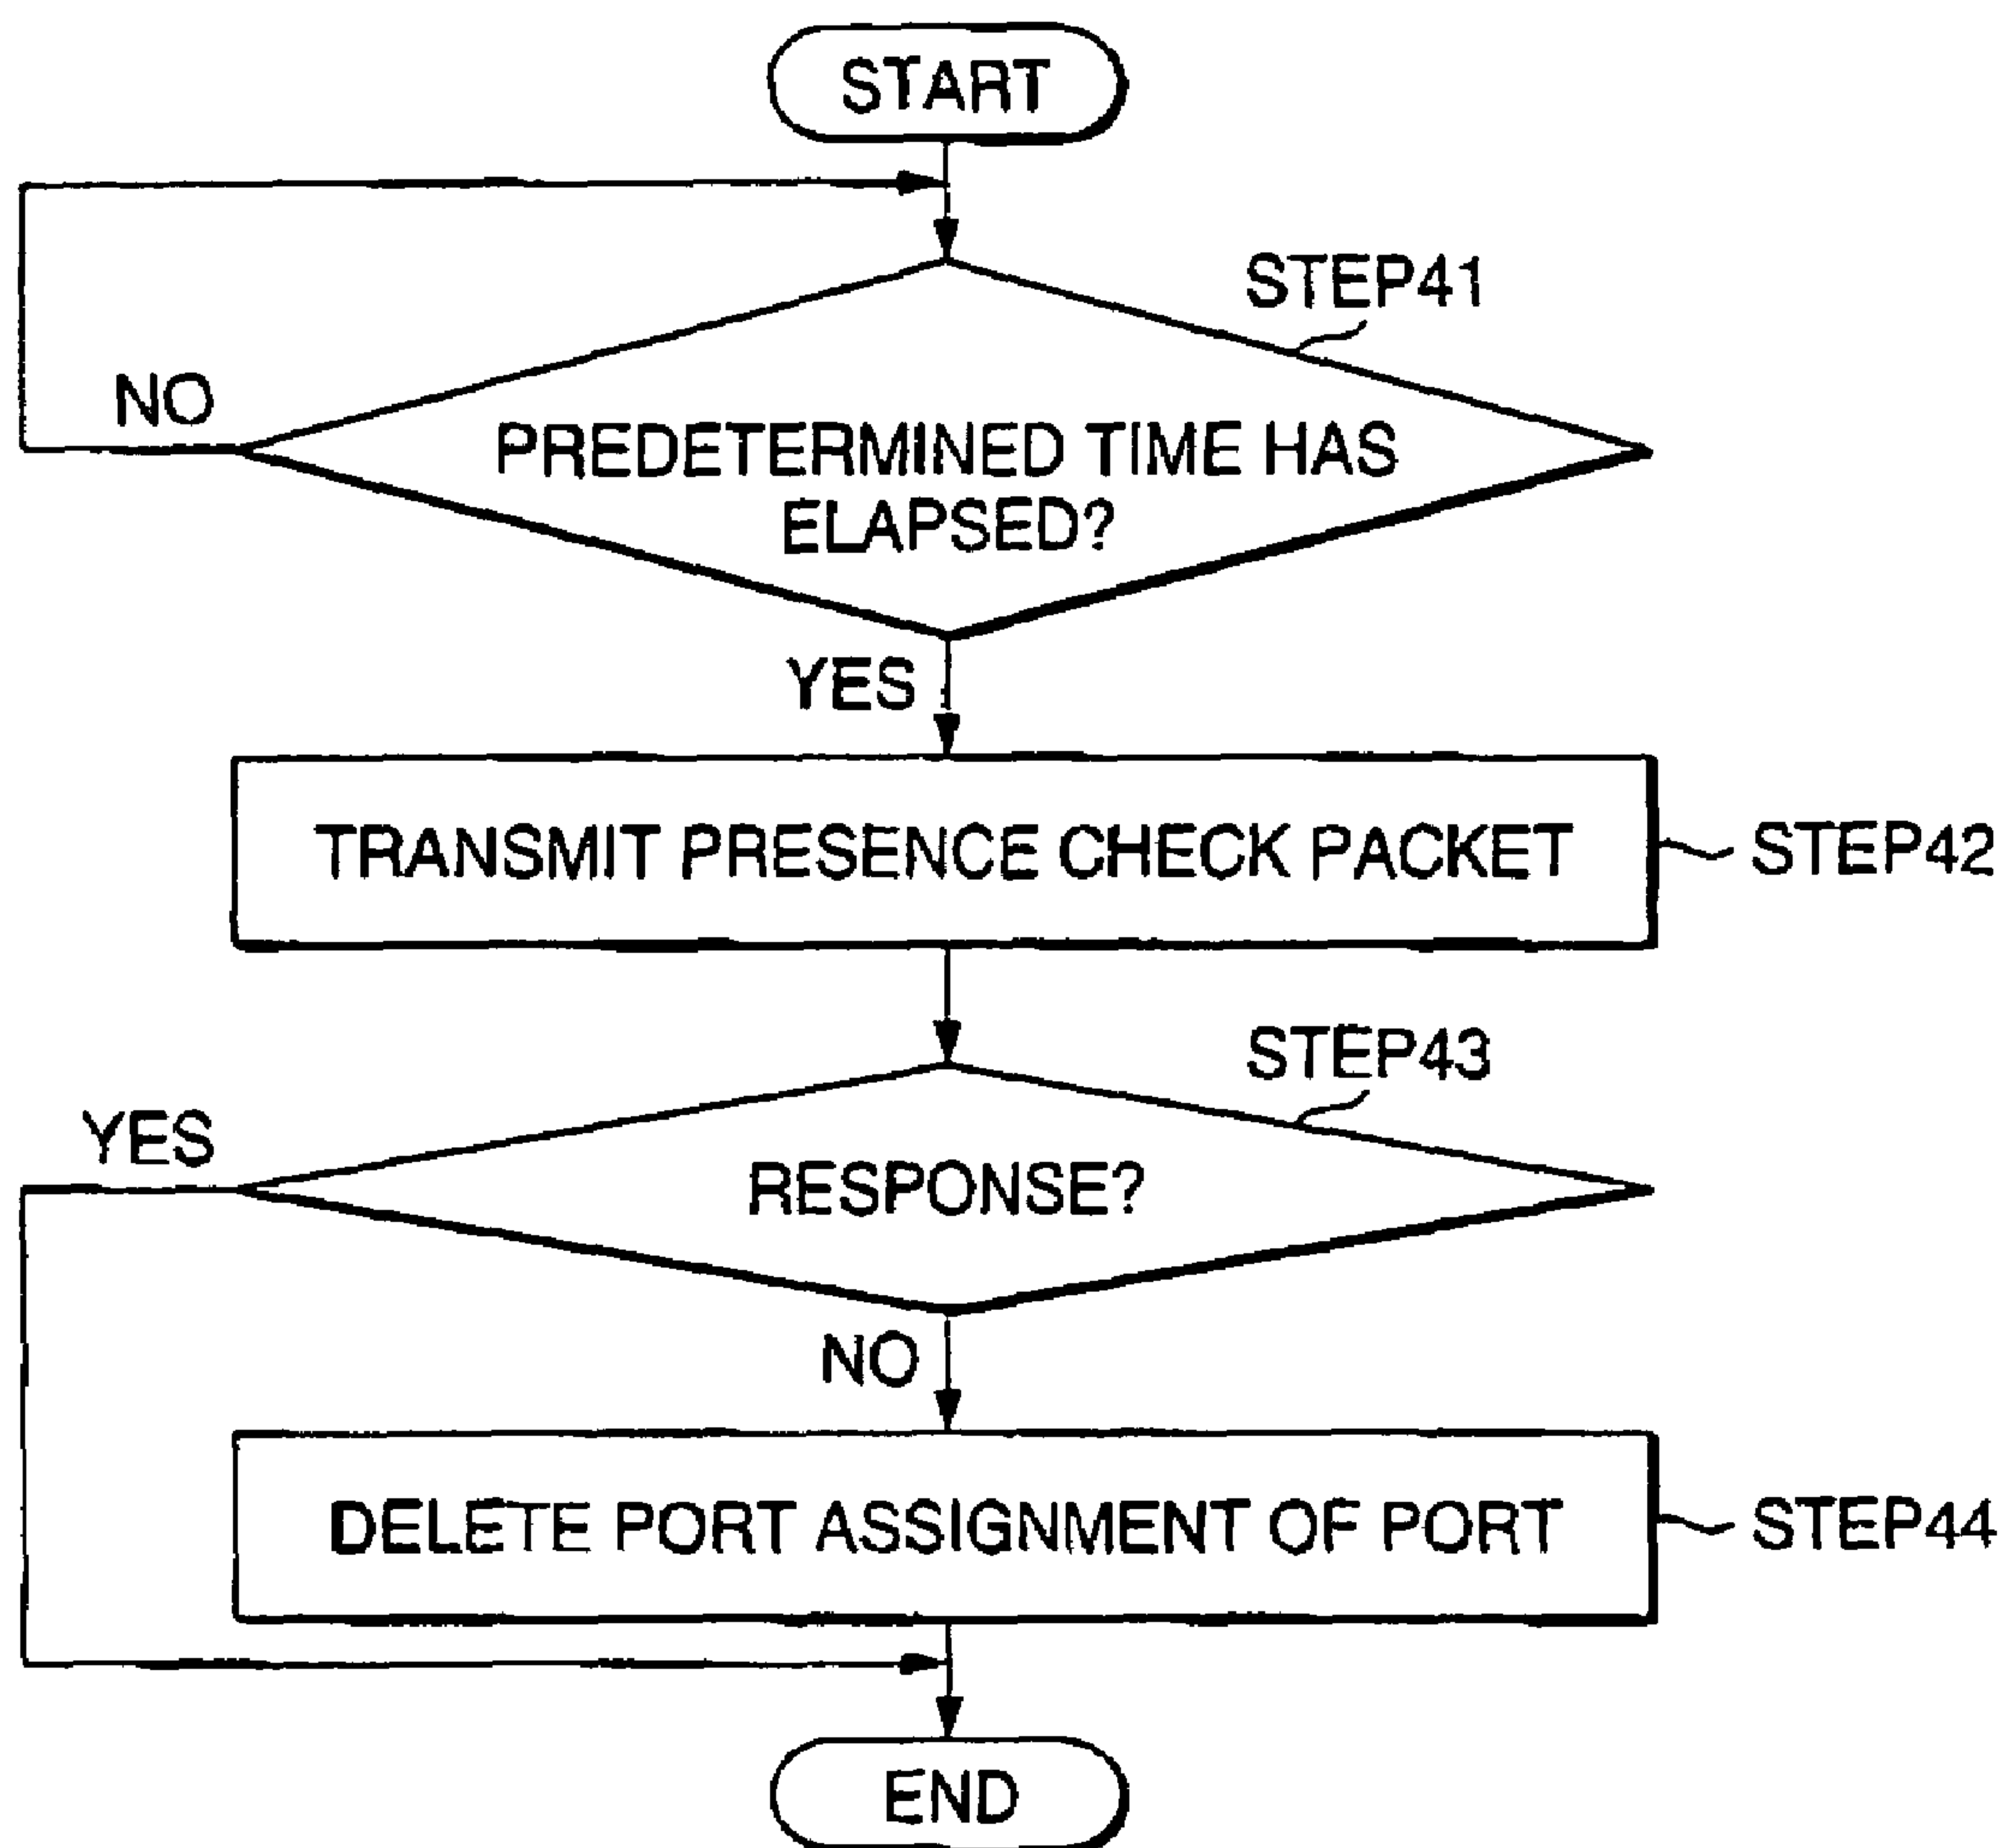 START
STEP41
NO
PREDETERMINED TIME HAS
ELAPSED?
YES
TRANSMIT PRESENCE CHECK PACKET
STEP42
STEP43
YES
RESPONSE?
NO
DELETE PORT ASSIGNMENT OF PORT
STEP44
END